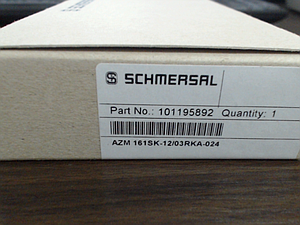 SCHMERSAL
Part No.: 101195892 Quantity: 1
AZM 161SK-12/03RKA-024